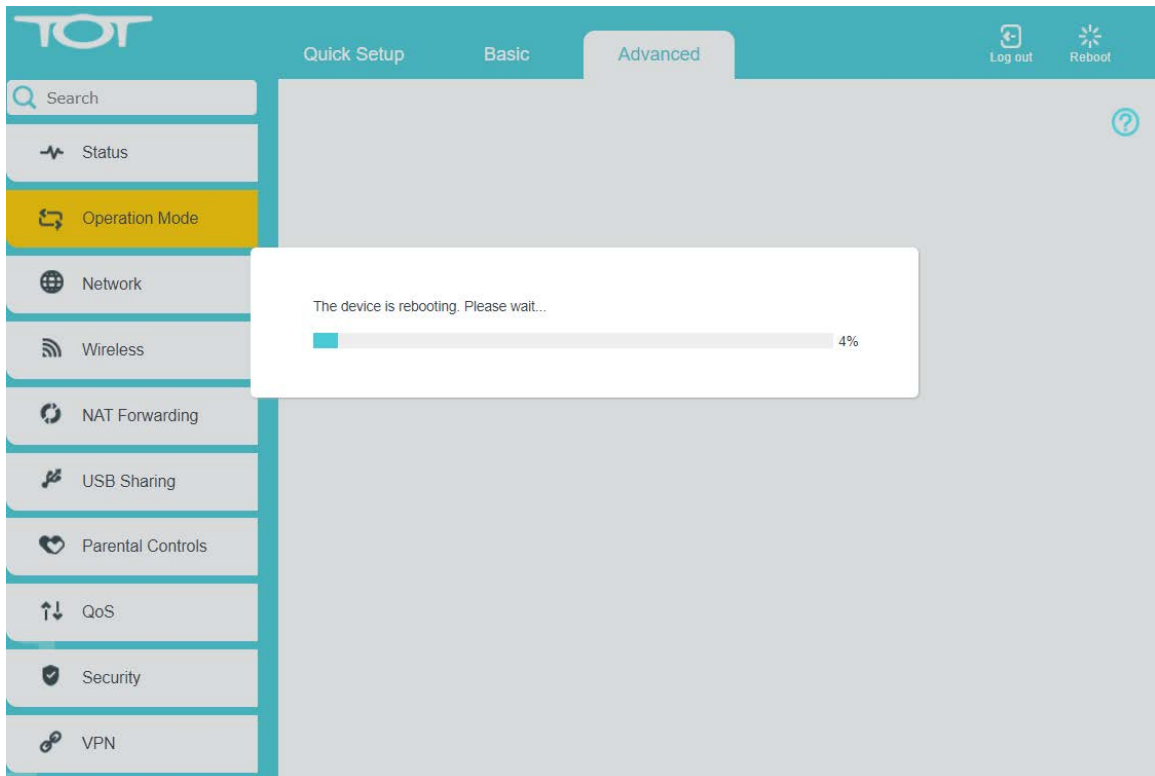 TOT
Quick Setup
Basic
Advanced
Log out
Reboot
Search
Status
Operation Mode
Network
Wireless
NAT Forwarding
USB Sharing
Parental Controls
QoS
Security
VPN
?
The device is rebooting. Please wait...
4%